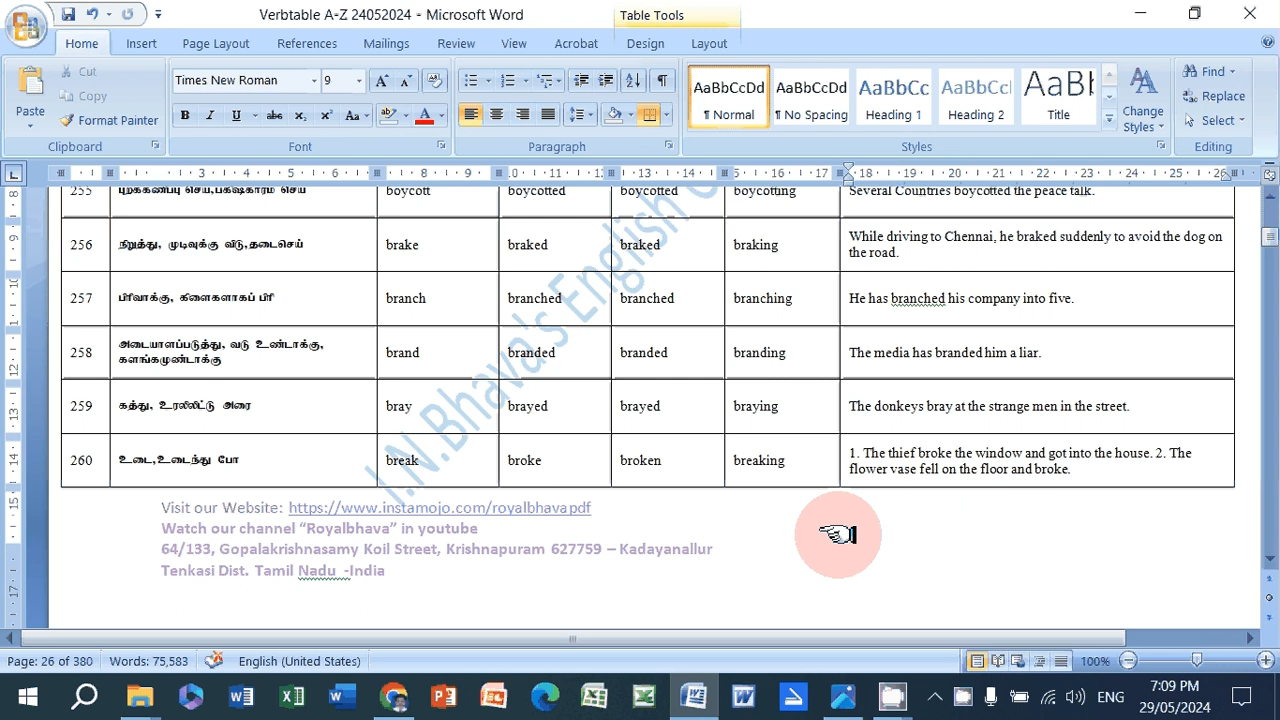 Verbtable A-Z 24052024 - Microsoft Word
Table Tools
Home Insert Page Layout References Mailings Review View Acrobat Design Layout
Paste
Cut
Copy
Format Painter
Clipboard
Times New Roman 9
Font
Paragraph
AaBbCcDd AaBbCcDd AaBbCc AaBbCc
¶ Normal ¶ No Spacing Heading 1 Heading 2 Title
Change Styles
Styles
Find
Replace
Select
Editing
255 புறக்கணிப்பு செய்,பகிஷ்காரம் செய் boycott boycotted boycotted boycotting Several Countries boycotted the peace talk.
256 நிறுத்து, முடிவுக்கு விடு,தடைசெய் brake braked braked braking While driving to Chennai, he braked suddenly to avoid the dog on
the road.
257 பிரிவாக்கு, கிளைகளாகப் பிரி branch branched branched branching He has branched his company into five.
258 அடையாளப்படுத்து, வடு உண்டாக்கு,
களங்கமுண்டாக்கு brand branded branded branding The media has branded him a liar.
259 கத்து, உரலிலிட்டு அரை bray brayed brayed braying The donkeys bray at the strange men in the street.
260 உடை,உடைந்து போ break broke broken breaking 1. The thief broke the window and got into the house. 2. The
flower vase fell on the floor and broke.
I.N.Bhava's English
Visit our Website: https://www.instamojo.com/royalbhavapdf
Watch our channel “Royalbhava” in youtube
64/133, Gopalakrishnasamy Koil Street, Krishnapuram 627759 – Kadayanallur
Tenkasi Dist. Tamil Nadu -India
Page: 26 of 380 Words: 75,583 English (United States) 100%
ENG 7:09 PM
29/05/2024